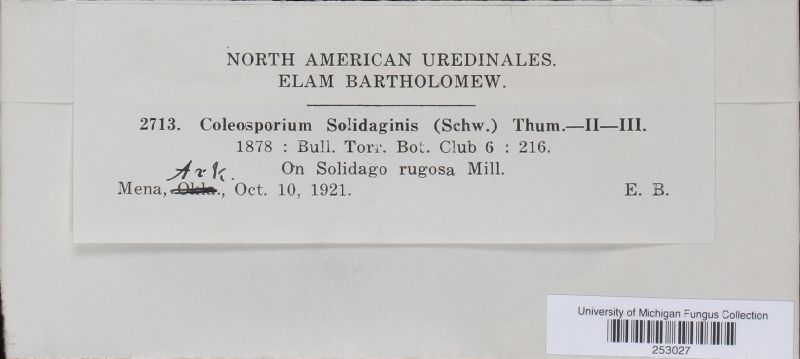 NORTH AMERICAN UREDINALES.
ELAM BARTHOLOMEW.
2713. Coleosporium Solidaginis (Schw.) Thum.—II—III.
1878 : Bull. Torr. Bot. Club 6 : 216.
On Solidago rugosa Mill.
Ark.
Mena, Okla., Oct. 10, 1921. E. B.
University of Michigan Fungus Collection
253027